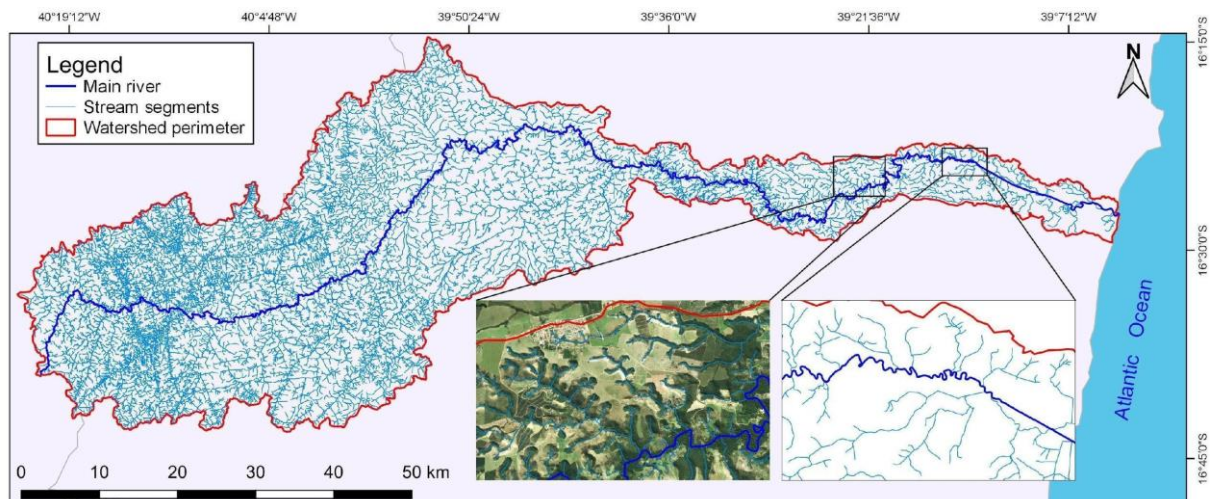 40°19'12"W 40°4'48"W 39°50'24"W 39°36'0"W 39°21'36"W 39°7'12"W
16°15'0"S
N
Legend
Main river
Stream segments
Watershed perimeter
16°30'0"S
Atlantic Ocean
16°45'0"S
0 10 20 30 40 50 km